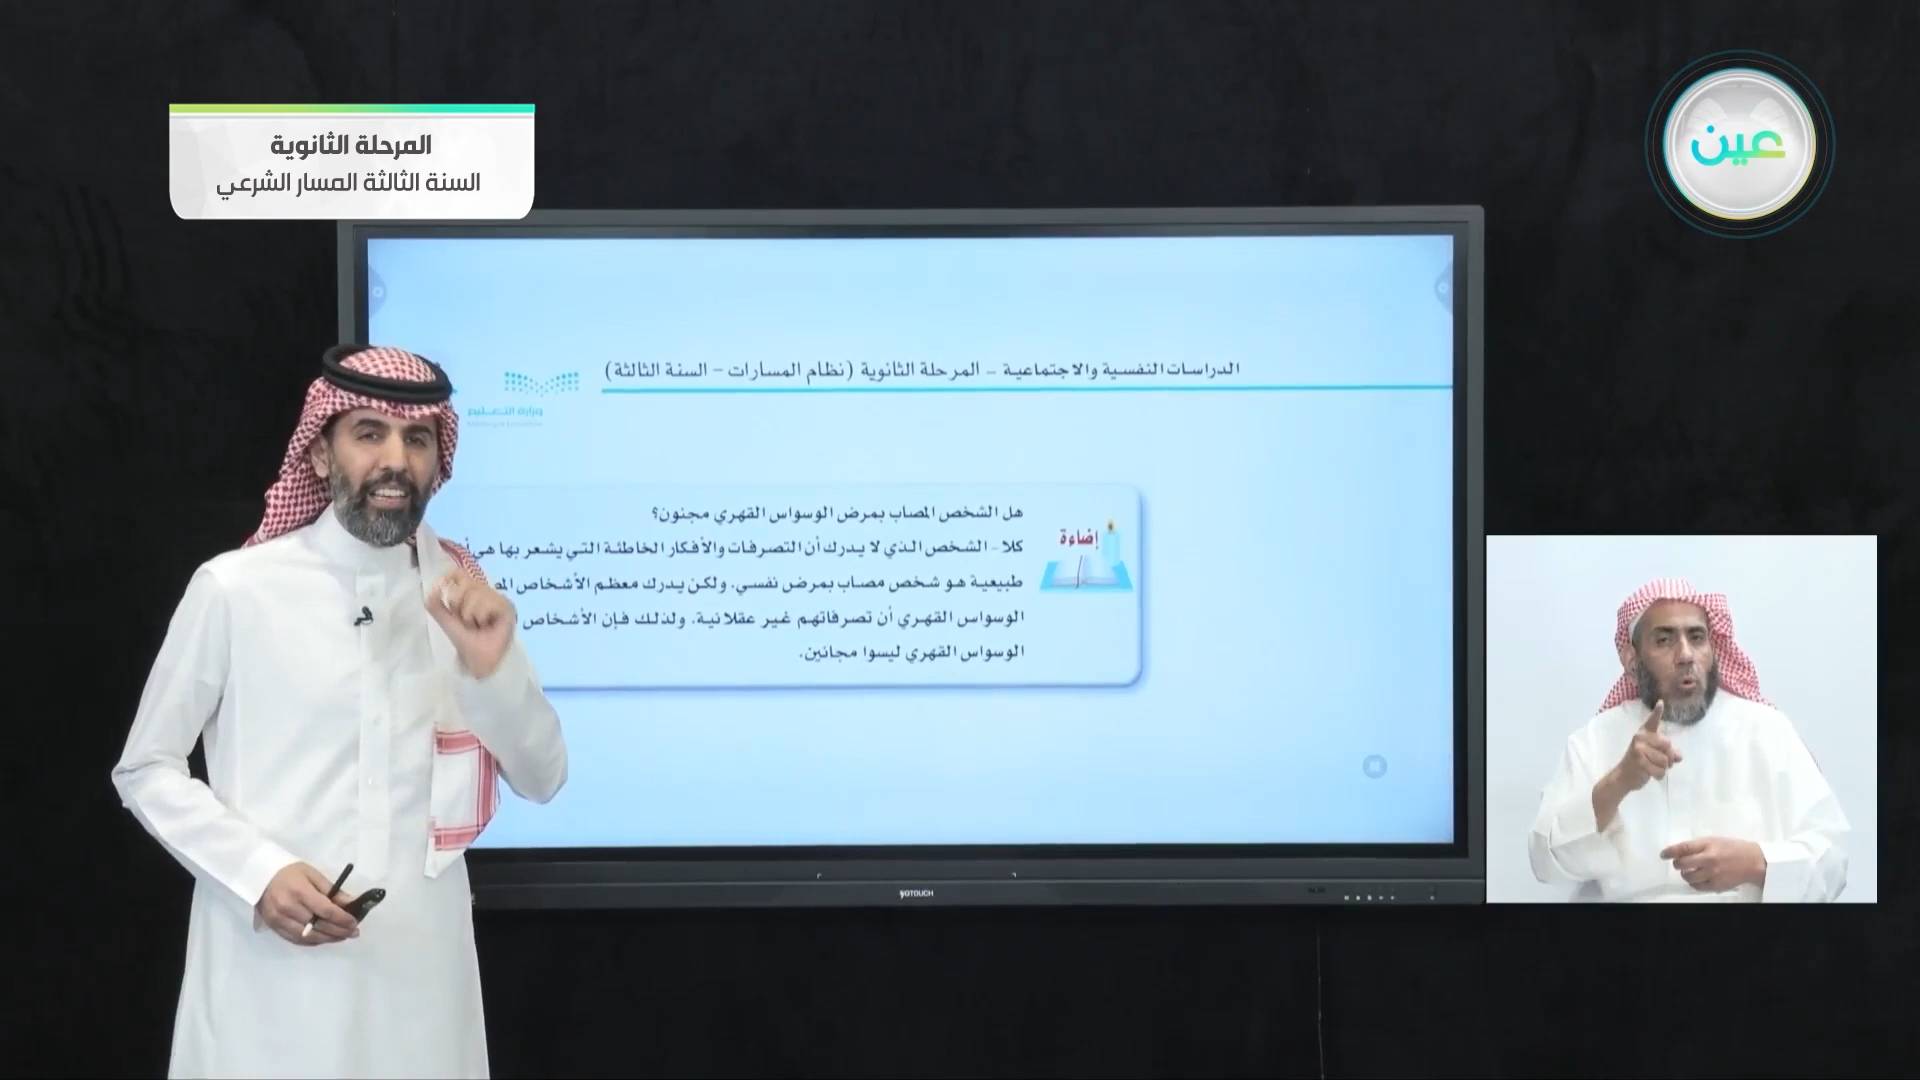 المرحلة الثانوية
السنة الثالثة المسار الشرعي
عين
الدراسات النفسية والاجتماعية - المرحلة الثانوية (نظام المسارات - السنة الثالثة)
وزارة التعليم
إضاءة
هل الشخص المصاب بمرض الوسواس القهري مجنون؟
كلا - الشخص الذي لا يدرك أن التصرفات والأفكار الخاطئة التي يشعر بها هي
طبيعية هو شخص مصاب بمرض نفسي. ولكن يدرك معظم الأشخاص
الوسواس القهري أن تصرفاتهم غير عقلانية. ولذلك فإن الأشخاص
الوسواس القهري ليسوا مجانين.
YOTOUCH